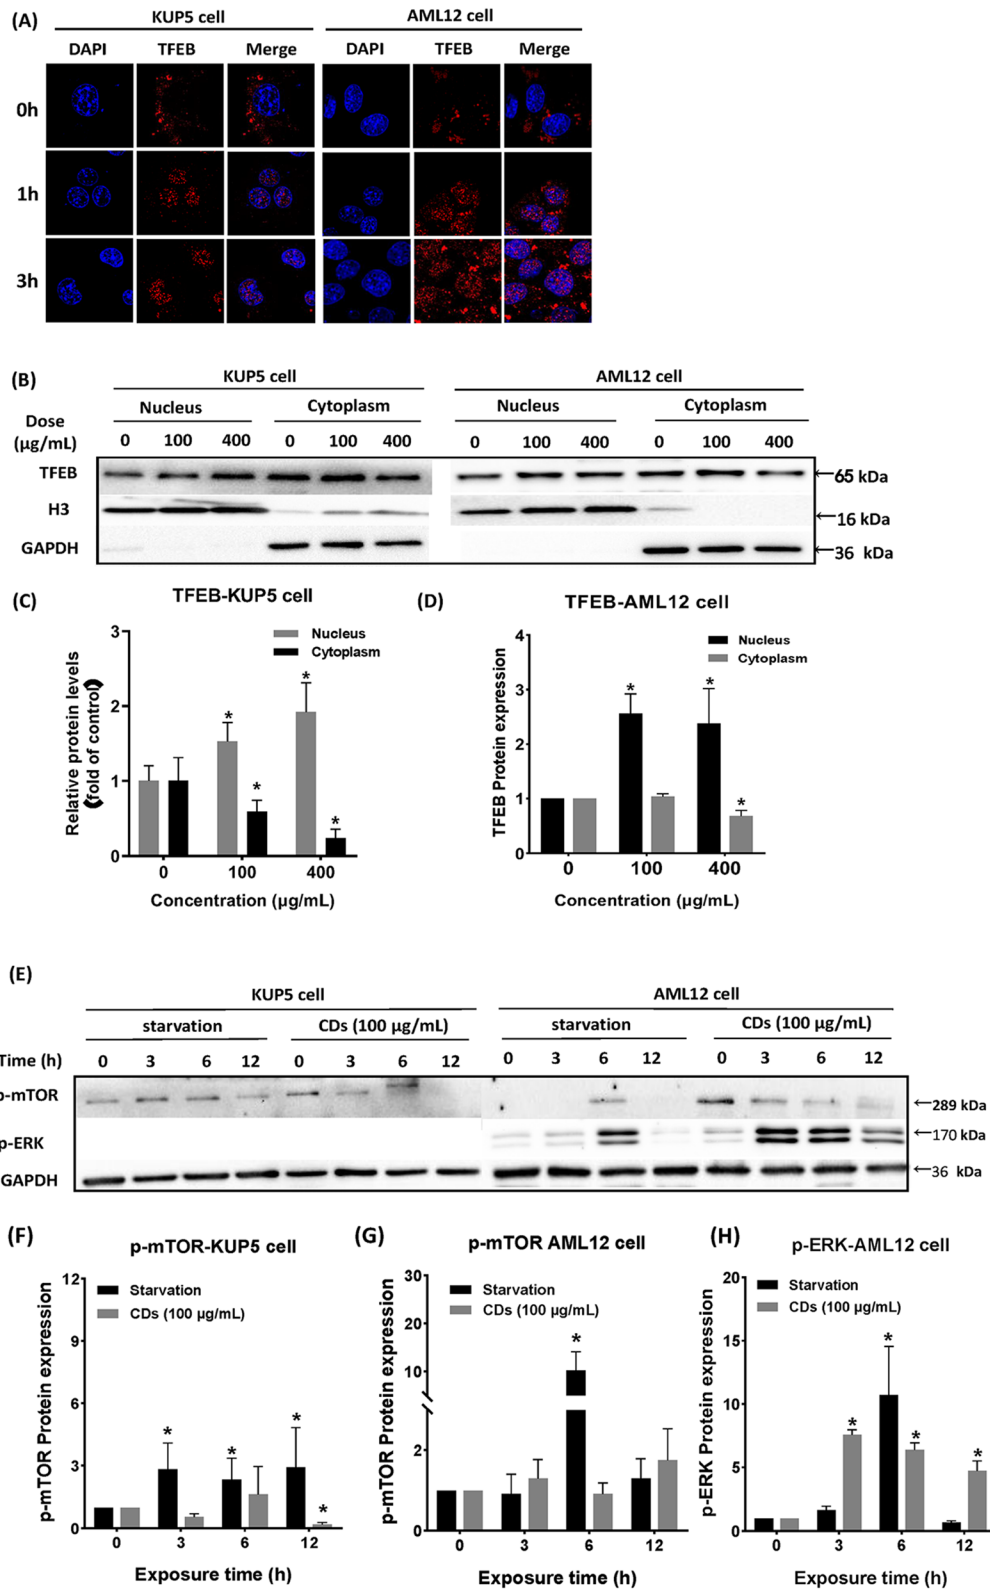 (A)
KUP5 cell AML12 cell
DAPI TFEB Merge DAPI TFEB Merge
0h
1h
3h
(B)
KUP5 cell AML12 cell
Nucleus Cytoplasm Nucleus Cytoplasm
Dose
(µg/mL) 0 100 400 0 100 400 0 100 400 0 100 400
TFEB ←65 kDa
H3 ←16 kDa
GAPDH ←36 kDa
(C) TFEB-KUP5 cell
Relative protein levels
(fold of control)
3
2
1
0
Nucleus
Cytoplasm
* * * *
0 100 400
Concentration (µg/mL)
(D) TFEB-AML12 cell
TFEB Protein expression
4
3
2
1
0
Nucleus
Cytoplasm
* * *
0 100 400
Concentration (µg/mL)
(E)
KUP5 cell AML12 cell
starvation CDs (100 µg/mL) starvation CDs (100 µg/mL)
Time (h) 0 3 6 12 0 3 6 12 0 3 6 12 0 3 6 12
p-mTOR ←289 kDa
p-ERK ←170 kDa
GAPDH ←36 kDa
(F) p-mTOR-KUP5 cell
p-mTOR Protein expression
12
9
6
3
0
Starvation
CDs (100 µg/mL)
* * * *
0 3 6 12
Exposure time (h)
(G) p-mTOR AML12 cell
p-mTOR Protein expression
30
20
10
2
0
Starvation
CDs (100 µg/mL)
*
0 3 6 12
Exposure time (h)
(H) p-ERK-AML12 cell
p-ERK Protein expression
20
15
10
5
0
Starvation
CDs (100 µg/mL)
* * * *
0 3 6 12
Exposure time (h)